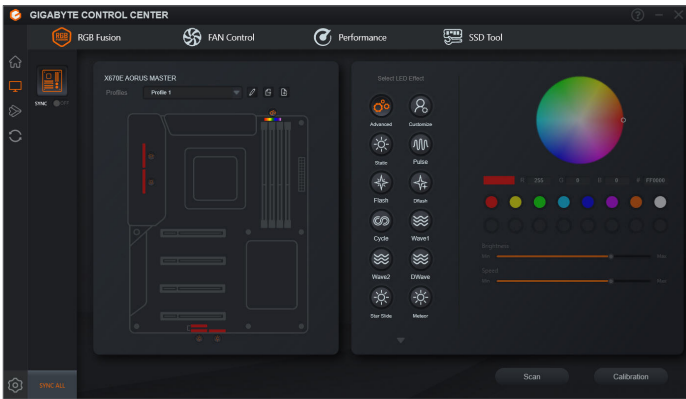 GIGABYTE CONTROL CENTER
RGB Fusion FAN Control Performance SSD Tool
X670E AORUS MASTER
Profiles Profile 1
SYNC OFF
Select LED Effect
Advanced Customize
Static Pulse
Flash Dflash
Cycle Wave1
Wave2 DWave
Star Slide Meteor
R 255 G 0 B 0 # FF0000
Brightness
Min Max
Speed
Min Max
SYNC ALL
Scan Calibration